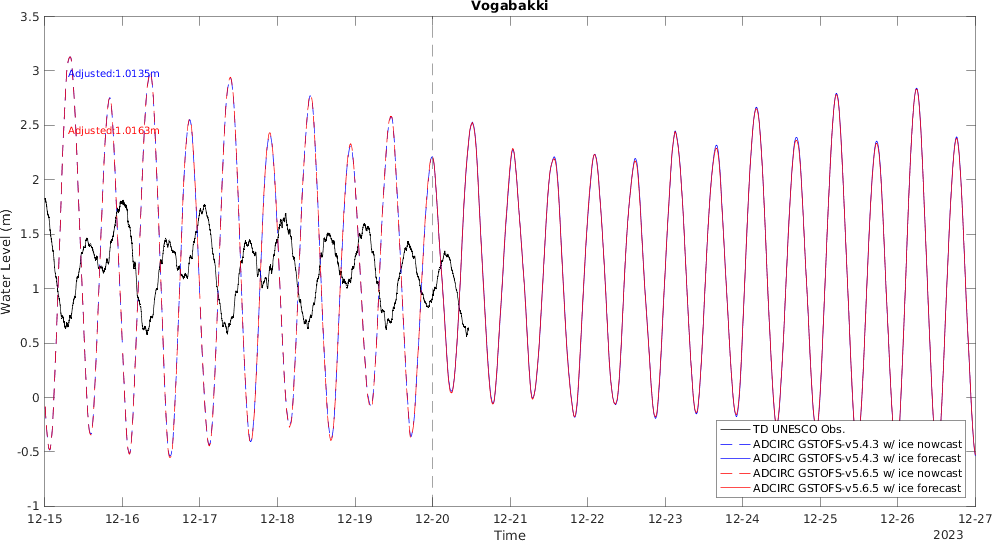 Vogabakki
3.5
3
2.5
2
1.5
1
0.5
0
-0.5
-1
Water Level (m)
Adjusted:1.0135m
Adjusted:1.0163m
TD UNESCO Obs.
ADCIRC GSTOFS-v5.4.3 w/ ice nowcast
ADCIRC GSTOFS-v5.4.3 w/ ice forecast
ADCIRC GSTOFS-v5.6.5 w/ ice nowcast
ADCIRC GSTOFS-v5.6.5 w/ ice forecast
12-15 12-16 12-17 12-18 12-19 12-20 12-21 12-22 12-23 12-24 12-25 12-26 12-27
Time
2023